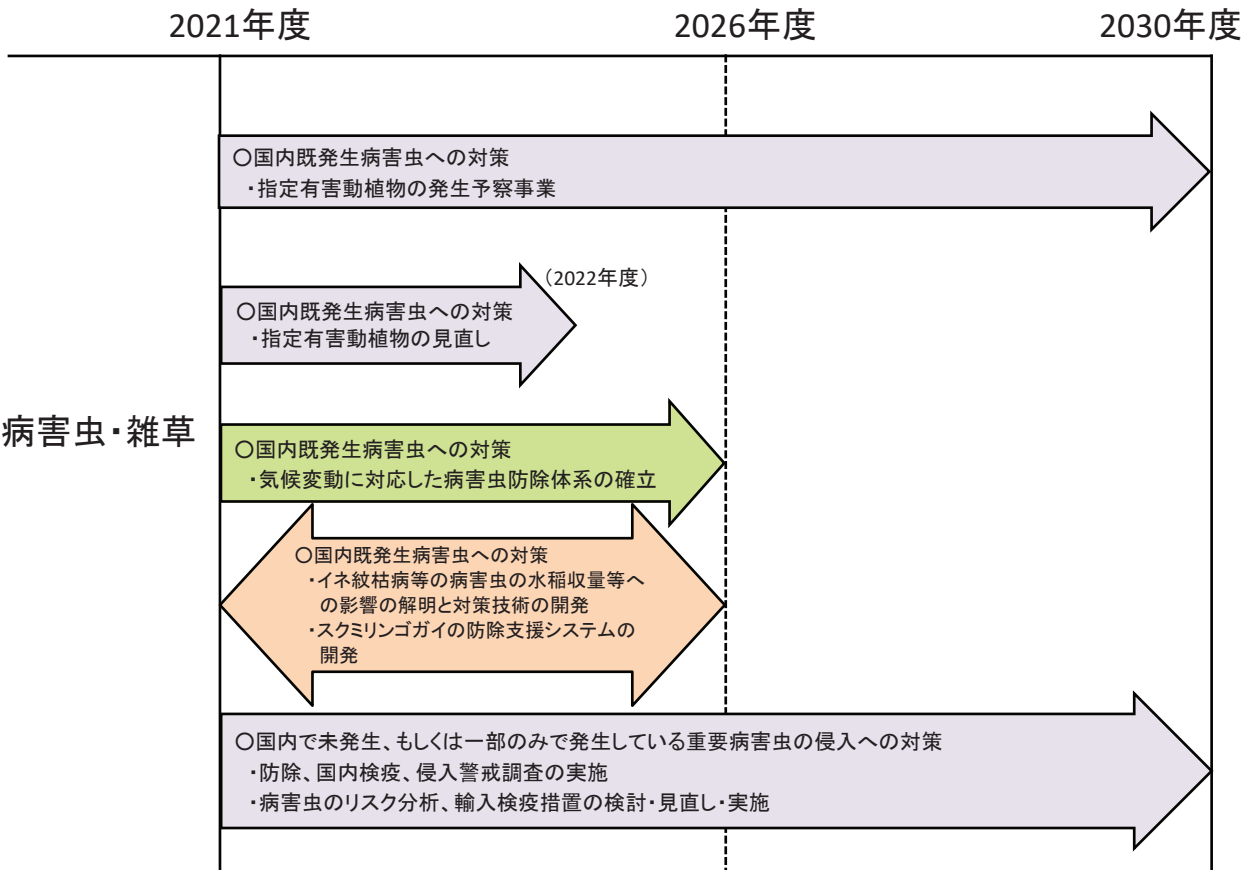 2021年度 2026年度 2030年度
○国内既発生病害虫への対策
・指定有害動植物の発生予察事業
(2022年度)
○国内既発生病害虫への対策
・指定有害動植物の見直し
病害虫・雑草
○国内既発生病害虫への対策
・気候変動に対応した病害虫防除体系の確立
○国内既発生病害虫への対策
・イネ紋枯病等の病害虫の水稲収量等へ
の影響の解明と対策技術の開発
・スクミリンゴガイの防除支援システムの
開発
○国内で未発生、もしくは一部のみで発生している重要病害虫の侵入への対策
・防除、国内検疫、侵入警戒調査の実施
・病害虫のリスク分析、輸入検疫措置の検討・見直し・実施